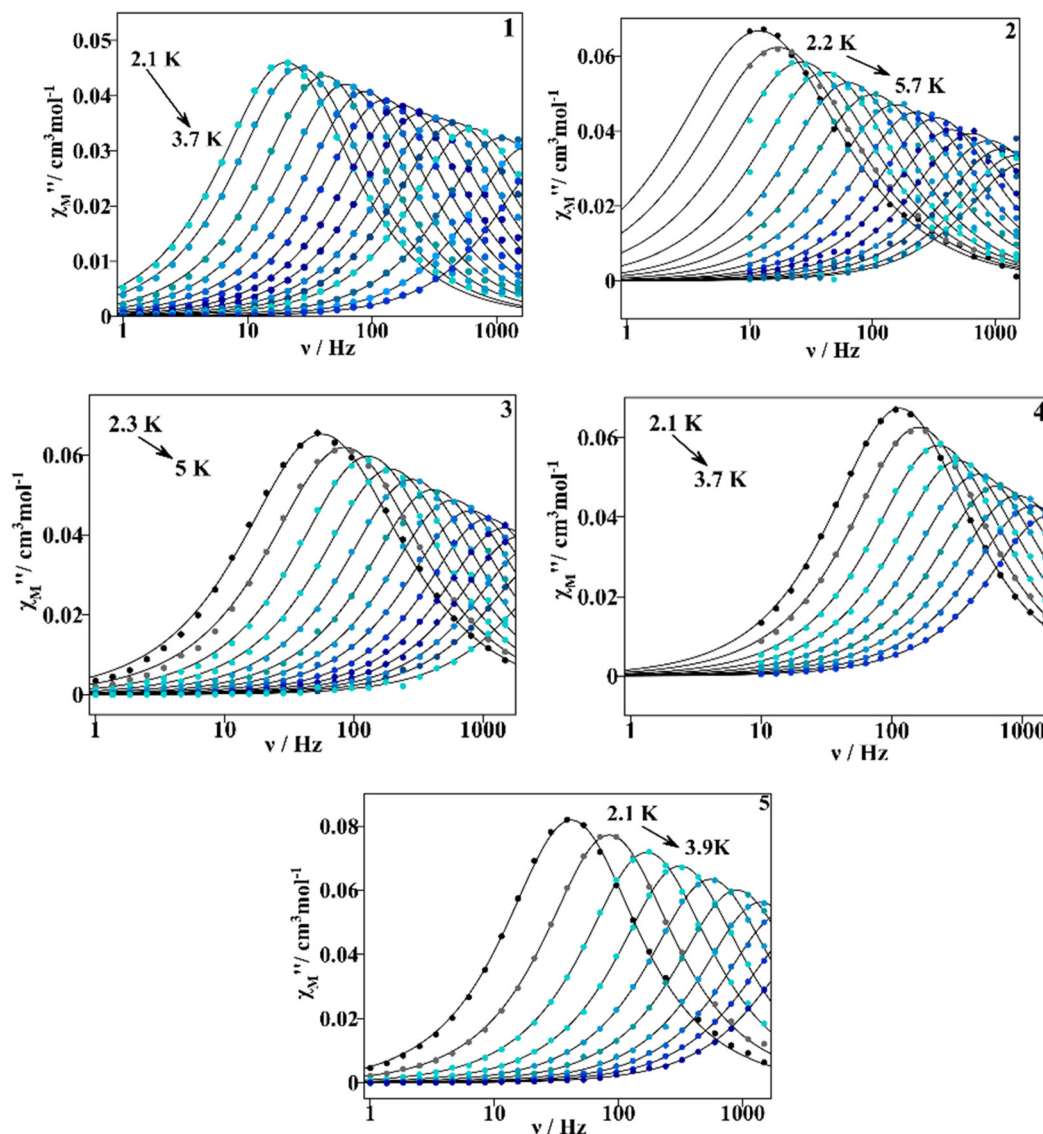 1
2.1 K
3.7 K
0.05
0.04
0.03
0.02
0.01
0
χM''/ cm³mol⁻¹
1 10 100 1000
ν / Hz
2
2.2 K
5.7 K
0.06
0.04
0.02
0
χM''/ cm³mol⁻¹
1 10 100 1000
ν / Hz
3
2.3 K
5 K
0.06
0.04
0.02
0
χM''/ cm³mol⁻¹
1 10 100 1000
ν / Hz
4
2.1 K
3.7 K
0.06
0.04
0.02
0
χM''/ cm³mol⁻¹
1 10 100 1000
ν / Hz
5
2.1 K
3.9K
0.08
0.06
0.04
0.02
0
χM''/ cm³mol⁻¹
1 10 100 1000
ν / Hz